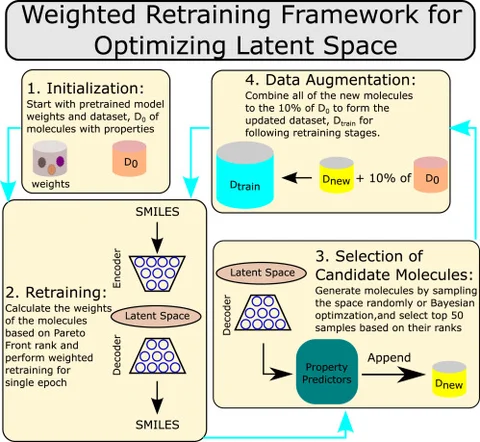 Weighted Retraining Framework for
Optimizing Latent Space
1. Initialization:
Start with pretrained model
weights and dataset, D0 of
molecules with properties
D0
weights
2. Retraining:
Calculate the weights
of the molecules
based on Pareto
Front rank and
perform weighted
retraining for
single epoch
SMILES
Encoder
Latent Space
Decoder
SMILES
3. Selection of
Candidate Molecules:
Generate molecules by sampling
the space randomly or Bayesian
optimzation,and select top 50
samples based on their ranks
Latent Space
Decoder
Property
Predictors
Append
Dnew
4. Data Augmentation:
Combine all of the new molecules
to the 10% of D0 to form the
updated dataset, Dtrain for
following retraining stages.
Dtrain
Dnew + 10% of D0